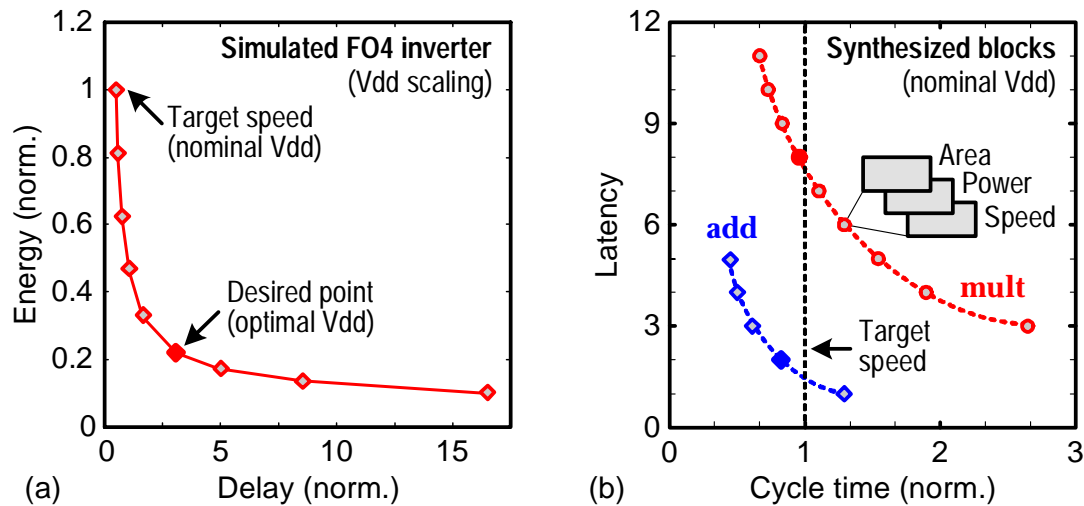 Simulated FO4 inverter
(Vdd scaling)
Target speed
(nominal Vdd)
Desired point
(optimal Vdd)
Energy (norm.)
1
0.8
0.6
0.4
0.2
0
0
5
10
15
(a)
Delay (norm.)
Synthesized blocks
(nominal Vdd)
Area
Power
Speed
add
mult
Target
speed
Latency
12
9
6
3
0
0
1
2
3
(b)
Cycle time (norm.)